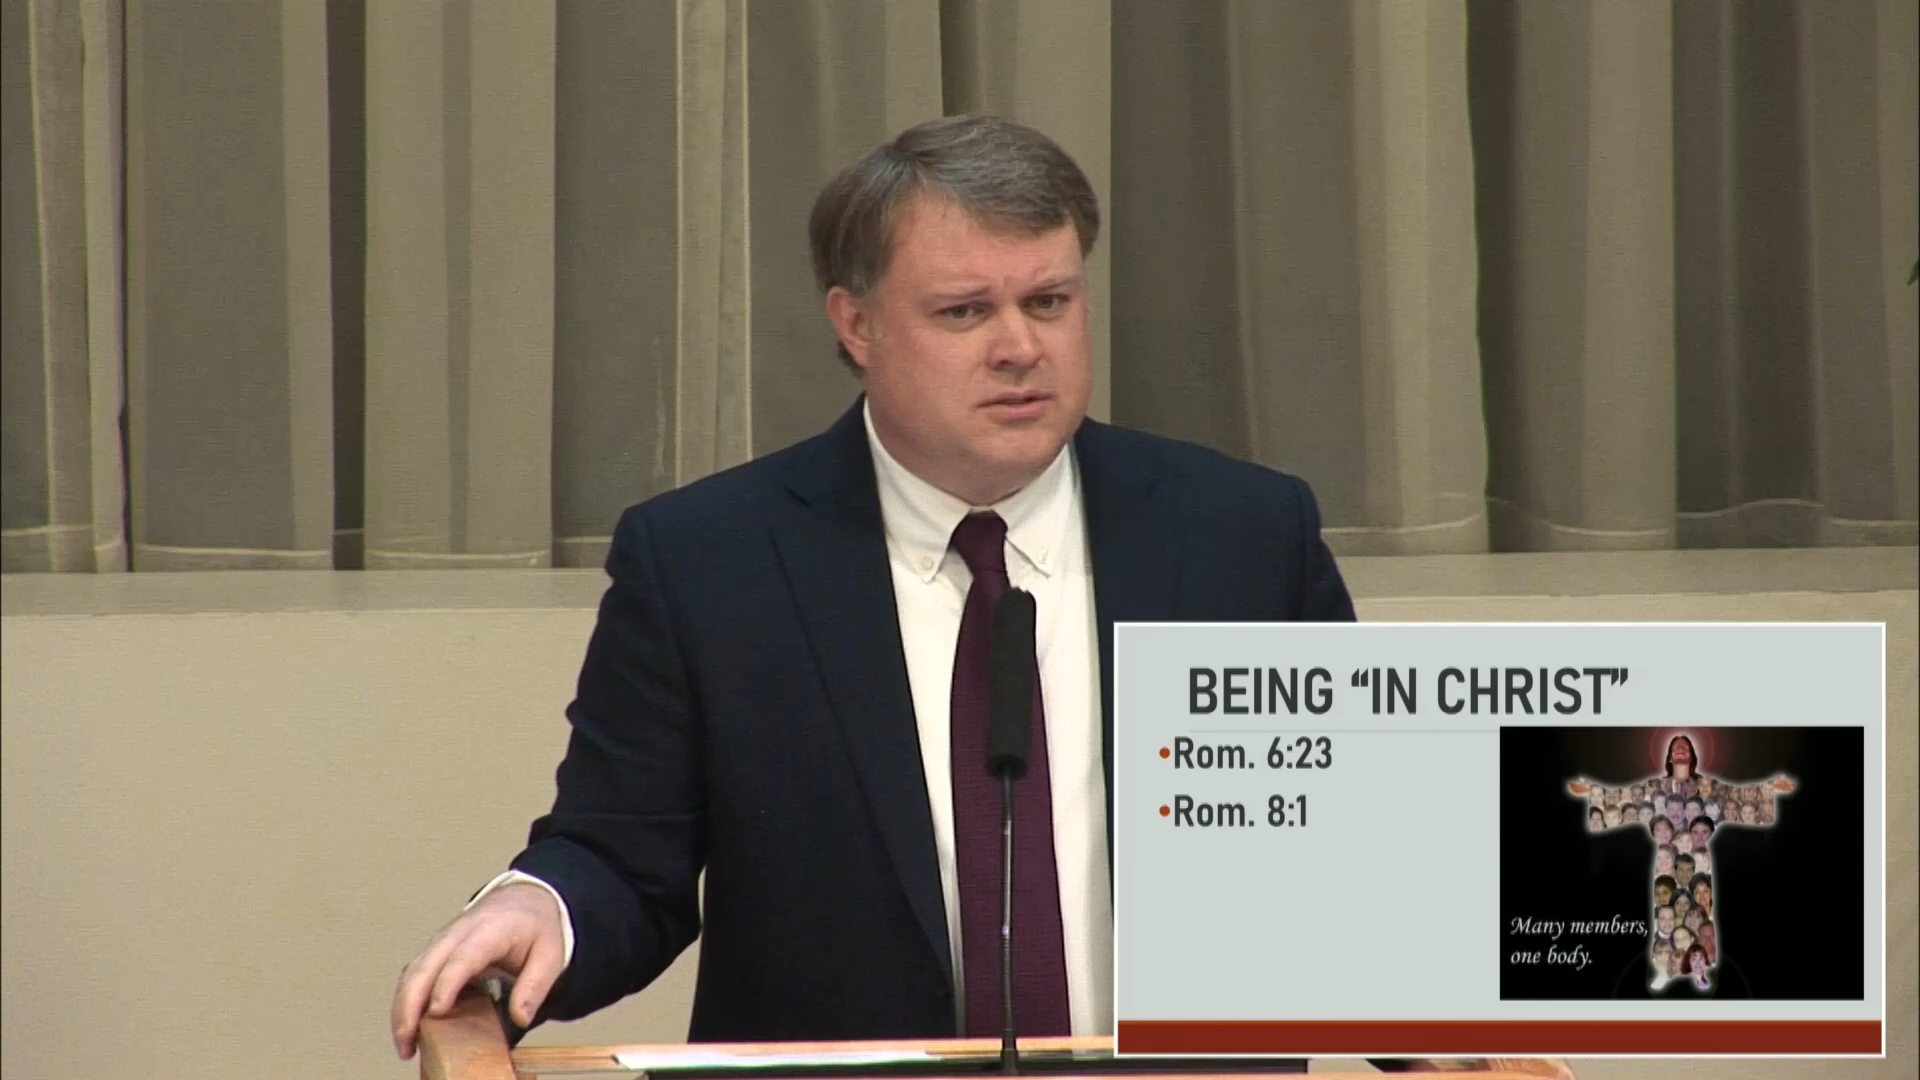 BEING “IN CHRIST”
•Rom. 6:23
•Rom. 8:1
Many members,
one body.